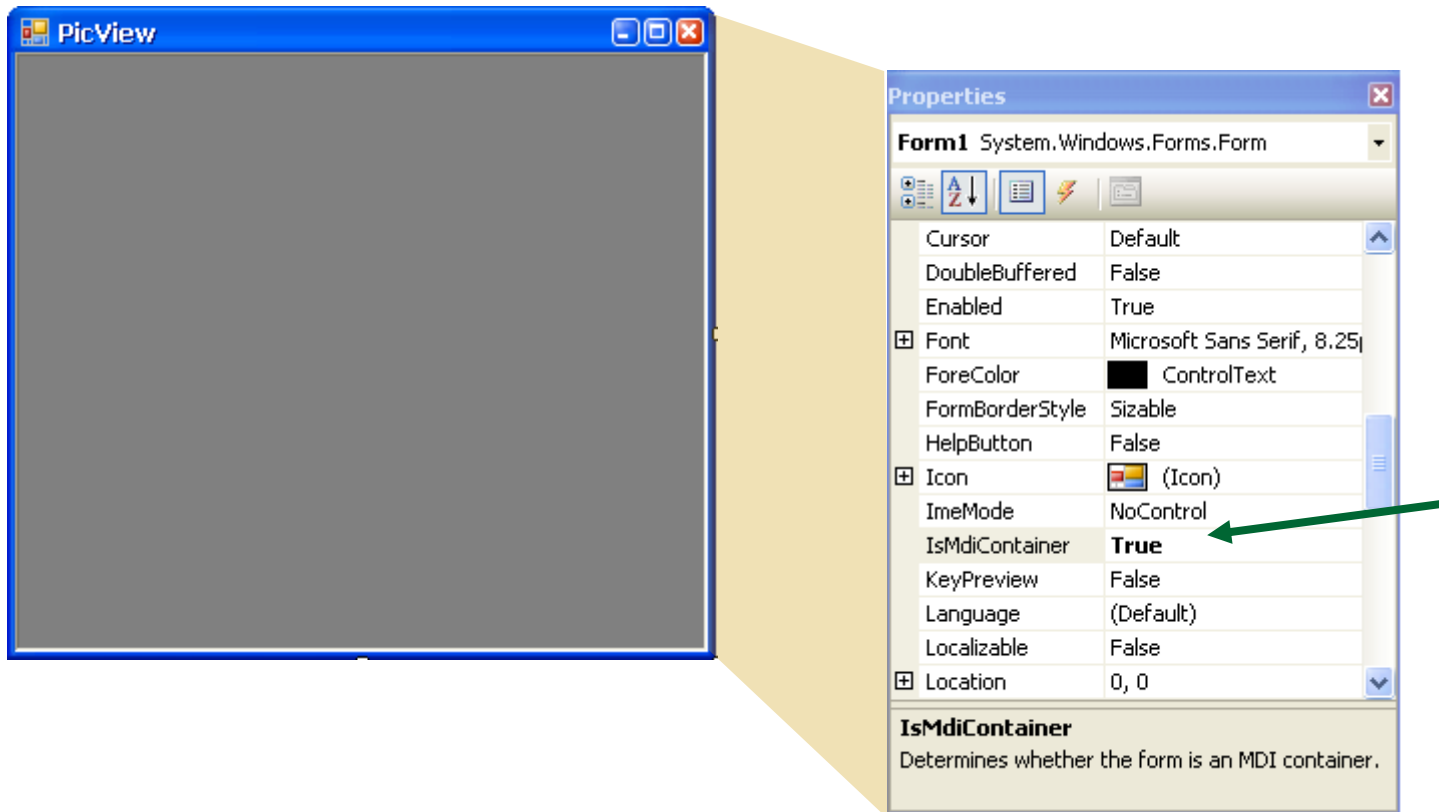 PicView
Properties
Form1 System.Windows.Forms.Form
Cursor Default
DoubleBuffered False
Enabled True
Font Microsoft Sans Serif, 8.25p
ForeColor ControlText
FormBorderStyle Sizable
HelpButton False
Icon (Icon)
ImeMode NoControl
IsMdiContainer True
KeyPreview False
Language (Default)
Localizable False
Location 0, 0
IsMdiContainer
Determines whether the form is an MDI container.